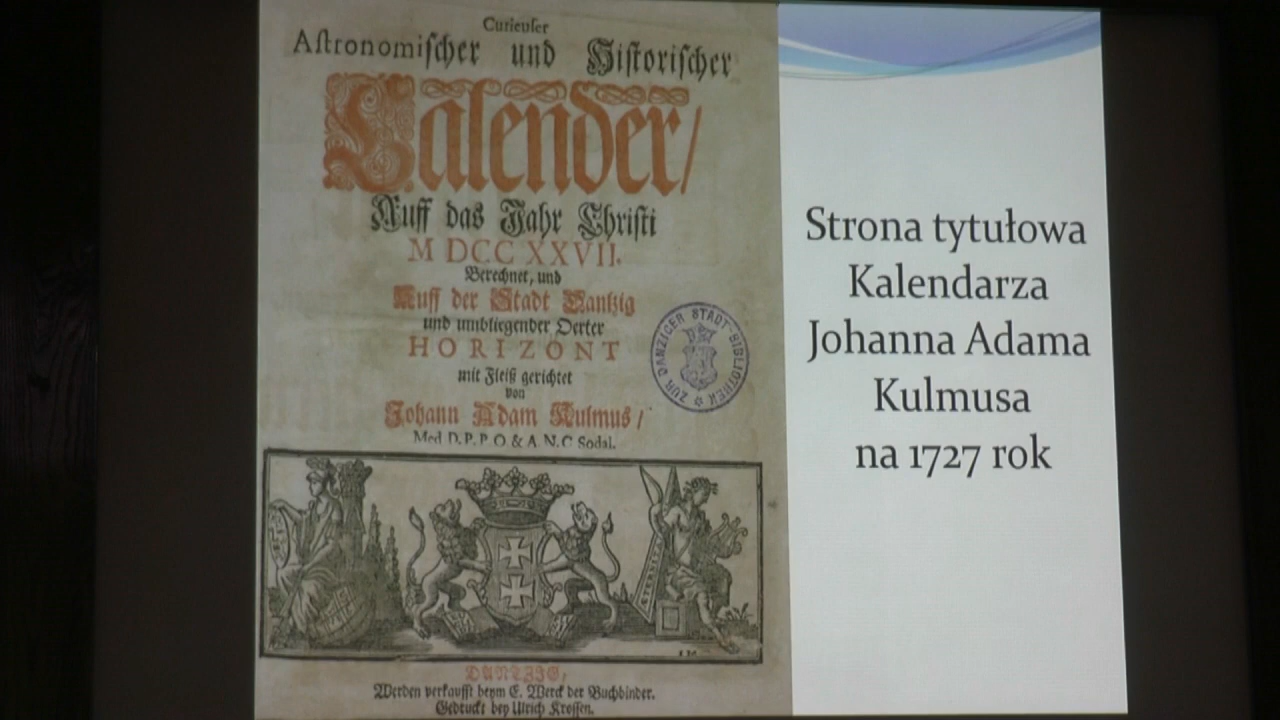 Curieuser
Astronomischer und Historischer
Calender/
Auff das Jahr Christi
M DCC XXVII.
Berechnet, und
Auff der Stadt Dantzig
und umbliegender Oerter
HORIZONT
mit Fleiß gerichtet
von
Johann Adam Kulmus/
Med D. P. P. O & A. N. C Sodal.
ZUR DANZIGER STADT-BIBLIOTHEK
DANTZIG,
Werden verkaufft beym E. Werck der Buchbinder.
Gedruckt bey Ulrich Krossen.
Strona tytułowa
Kalendarza
Johanna Adama
Kulmusa
na 1727 rok